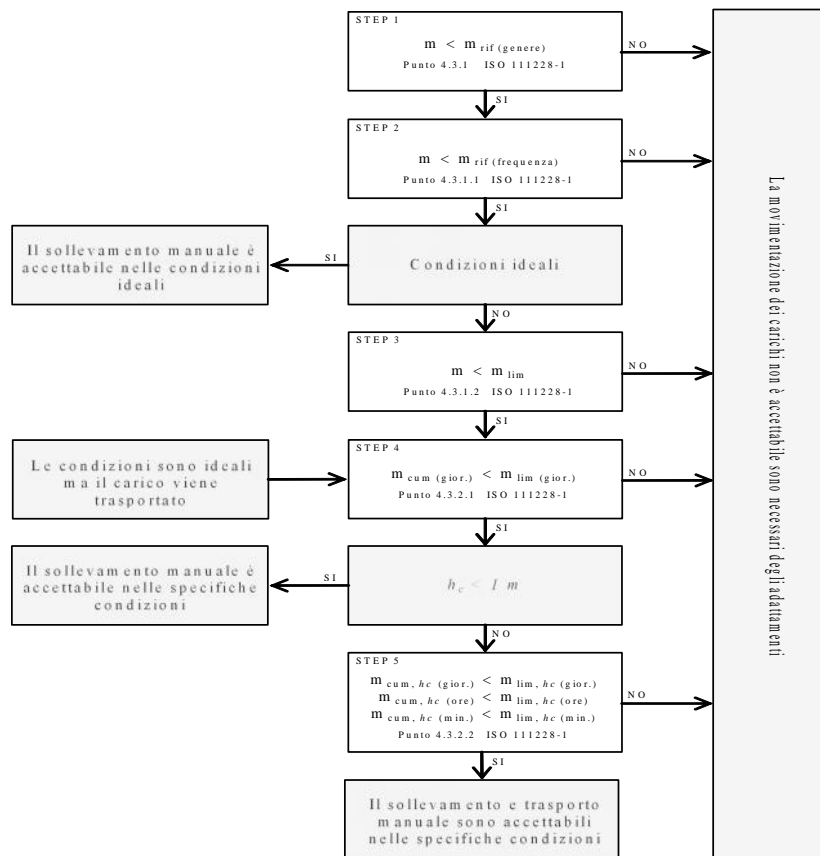 STEP 1
m < m rif (genere)
Punto 4.3.1 ISO 111228-1
NO
SI
STEP 2
m < m rif (frequenza)
Punto 4.3.1.1 ISO 111228-1
NO
SI
Il sollevamento manuale è
accettabile nelle condizioni
ideali
SI
Condizioni ideali
NO
STEP 3
m < m lim
Punto 4.3.1.2 ISO 111228-1
NO
SI
Le condizioni sono ideali
ma il carico viene
trasportato
STEP 4
m cum (gior.) < m lim (gior.)
Punto 4.3.2.1 ISO 111228-1
NO
SI
Il sollevamento manuale è
accettabile nelle specifiche
condizioni
SI
h c < 1 m
NO
STEP 5
m cum, hc (gior.) < m lim, hc (gior.)
m cum, hc (ore) < m lim, hc (ore)
m cum, hc (min.) < m lim, hc (min.)
Punto 4.3.2.2 ISO 111228-1
NO
SI
Il sollevamento e trasporto
manuale sono accettabili
nelle specifiche condizioni
La movimentazione dei carichi non è accettabile sono necessari degli adattamenti